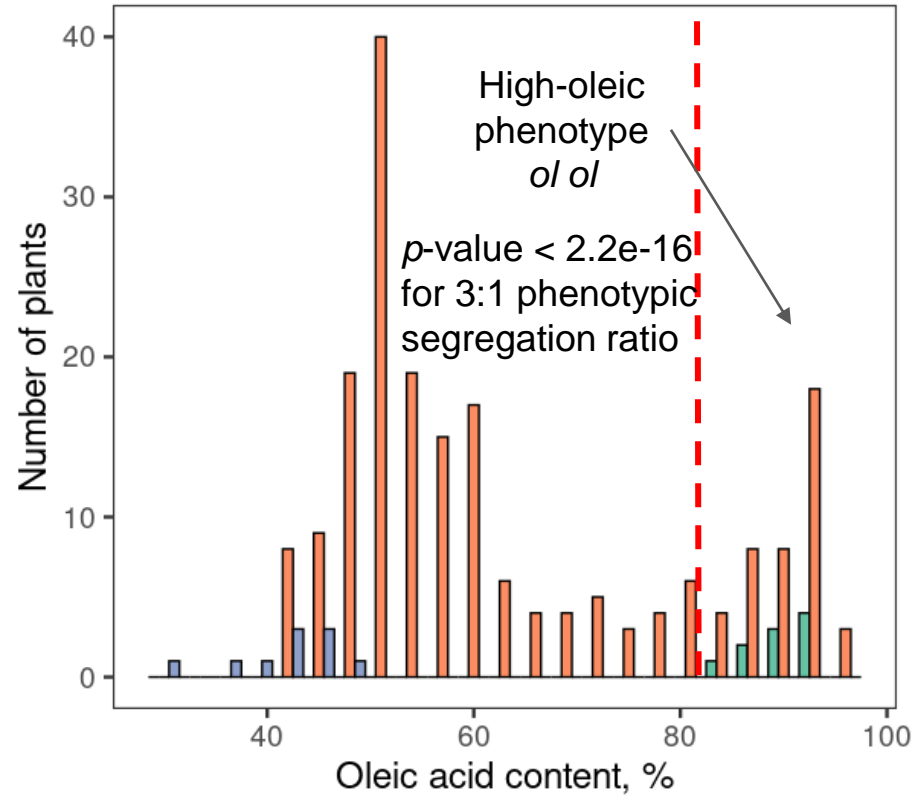 40
30
20
10
0
Number of plants
High-oleic
phenotype
ol ol
p-value < 2.2e-16
for 3:1 phenotypic
segregation ratio
40 60 80 100
Oleic acid content, %